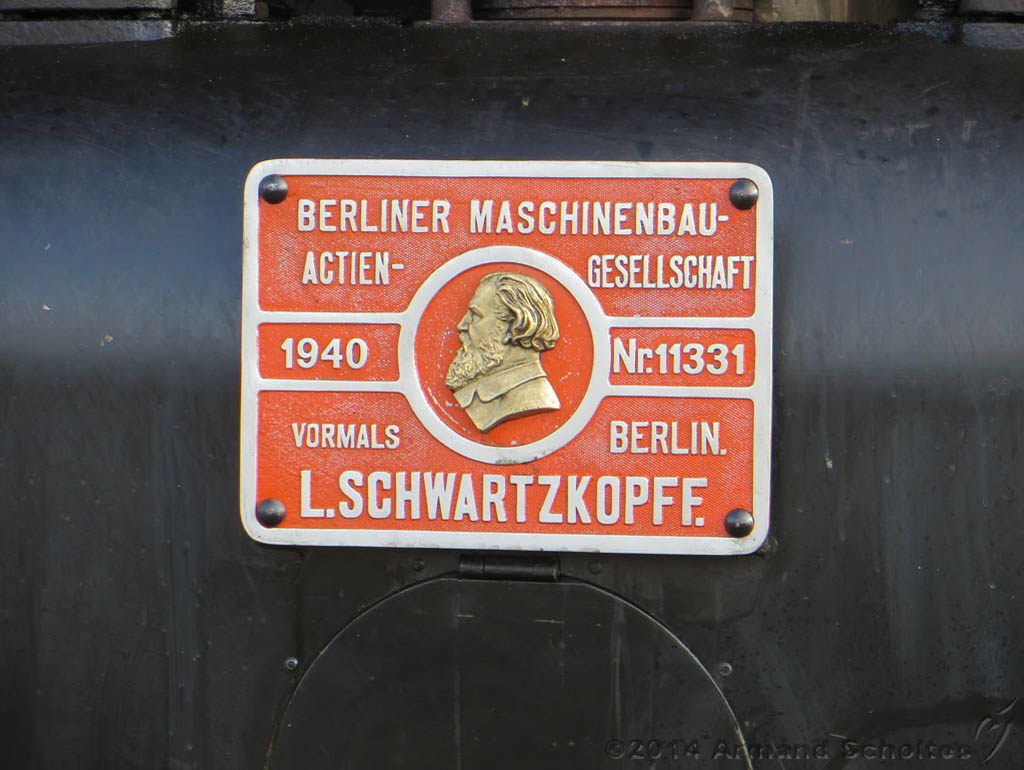 BERLINER MASCHINENBAU-
ACTIEN- GESELLSCHAFT
1940 Nr.11331
VORMALS BERLIN.
L.SCHWARTZKOPFF.
©2014 Armand Scholtes